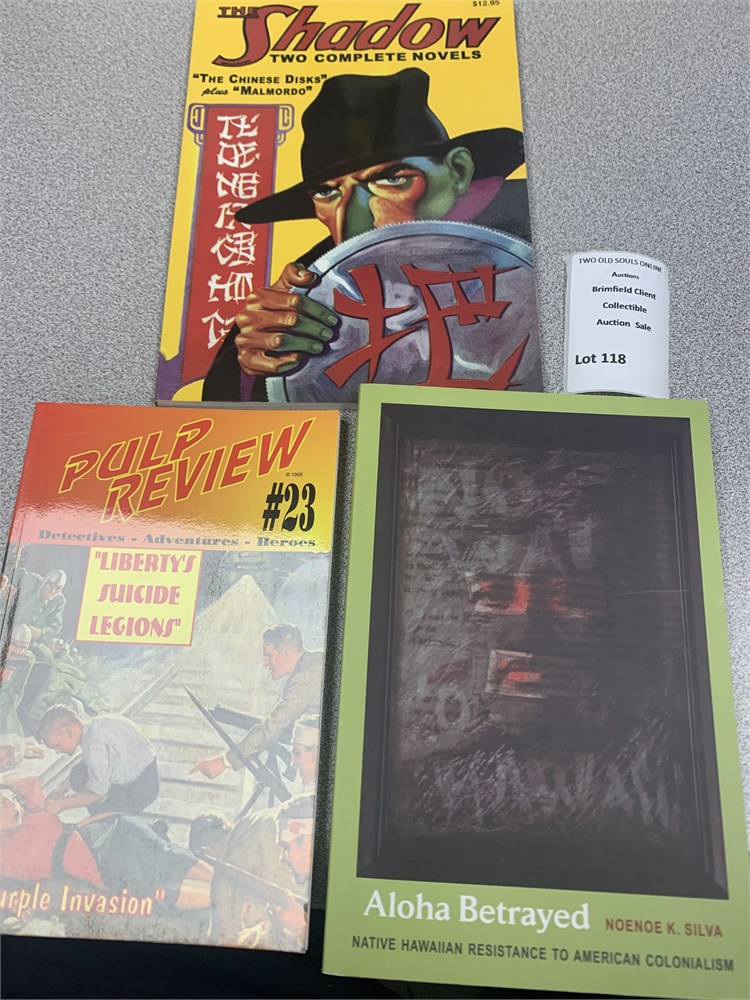 $12.95
THE Shadow
TWO COMPLETE NOVELS
"THE CHINESE DISKS"
plus "MALMORDO"
TWO OLD SOULS ONLINE
Auctions
Brimfield Client
Collectible
Auction Sale
Lot 118
PULP
REVIEW
© 1995
#23
Detectives - Adventures - Heroes
"LIBERTY'S
SUICIDE
LEGIONS"
urple Invasion"
Aloha Betrayed
NOENOE K. SILVA
NATIVE HAWAIIAN RESISTANCE TO AMERICAN COLONIALISM